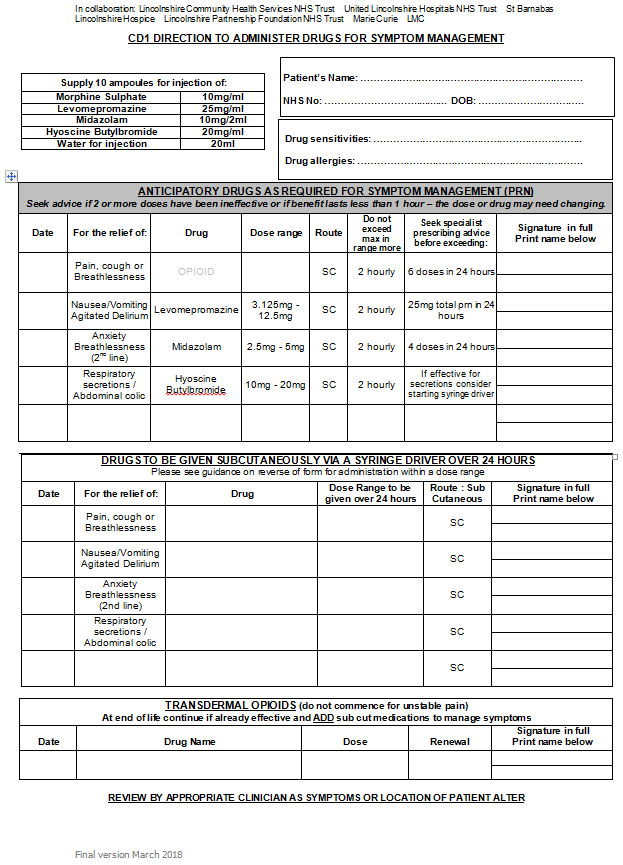 In collaboration: Lincolnshire Community Health Services NHS Trust United Lincolnshire Hospitals NHS Trust St Barnabas
Lincolnshire Hospice Lincolnshire Partnership Foundation NHS Trust Marie Curie LMC
CD1 DIRECTION TO ADMINISTER DRUGS FOR SYMPTOM MANAGEMENT
Supply 10 ampoules for injection of:
Morphine Sulphate 10mg/ml
Levomepromazine 25mg/ml
Midazolam 10mg/2ml
Hyoscine Butylbromide 20mg/ml
Water for injection 20ml
Patient's Name: ………………………………………………………
NHS No: ………………………… DOB: …………………………
Drug sensitivities: ……………………………………………………
Drug allergies: ………………………………………………………
ANTICIPATORY DRUGS AS REQUIRED FOR SYMPTOM MANAGEMENT (PRN)
Seek advice if 2 or more doses have been ineffective or if benefit lasts less than 1 hour – the dose or drug may need changing.
Date
For the relief of:
Drug
Dose range
Route
Do not
exceed
max in
range more
Seek specialist
prescribing advice
before exceeding:
Signature in full
Print name below
Pain, cough or
Breathlessness
OPIOID
SC
2 hourly
6 doses in 24 hours
Nausea/Vomiting
Agitated Delirium
Levomepromazine
3.125mg -
12.5mg
SC
2 hourly
25mg total prn in 24
hours
Anxiety
Breathlessness
(2nd line)
Midazolam
2.5mg - 5mg
SC
2 hourly
4 doses in 24 hours
Respiratory
secretions /
Abdominal colic
Hyoscine
Butylbromide
10mg - 20mg
SC
2 hourly
If effective for
secretions consider
starting syringe driver
DRUGS TO BE GIVEN SUBCUTANEOUSLY VIA A SYRINGE DRIVER OVER 24 HOURS
Please see guidance on reverse of form for administration within a dose range
Date
For the relief of:
Drug
Dose Range to be
given over 24 hours
Route : Sub
Cutaneous
Signature in full
Print name below
Pain, cough or
Breathlessness
SC
Nausea/Vomiting
Agitated Delirium
SC
Anxiety
Breathlessness
(2nd line)
SC
Respiratory
secretions /
Abdominal colic
SC
SC
TRANSDERMAL OPIOIDS (do not commence for unstable pain)
At end of life continue if already effective and ADD sub cut medications to manage symptoms
Date
Drug Name
Dose
Renewal
Signature in full
Print name below
REVIEW BY APPROPRIATE CLINICIAN AS SYMPTOMS OR LOCATION OF PATIENT ALTER
Final version March 2018